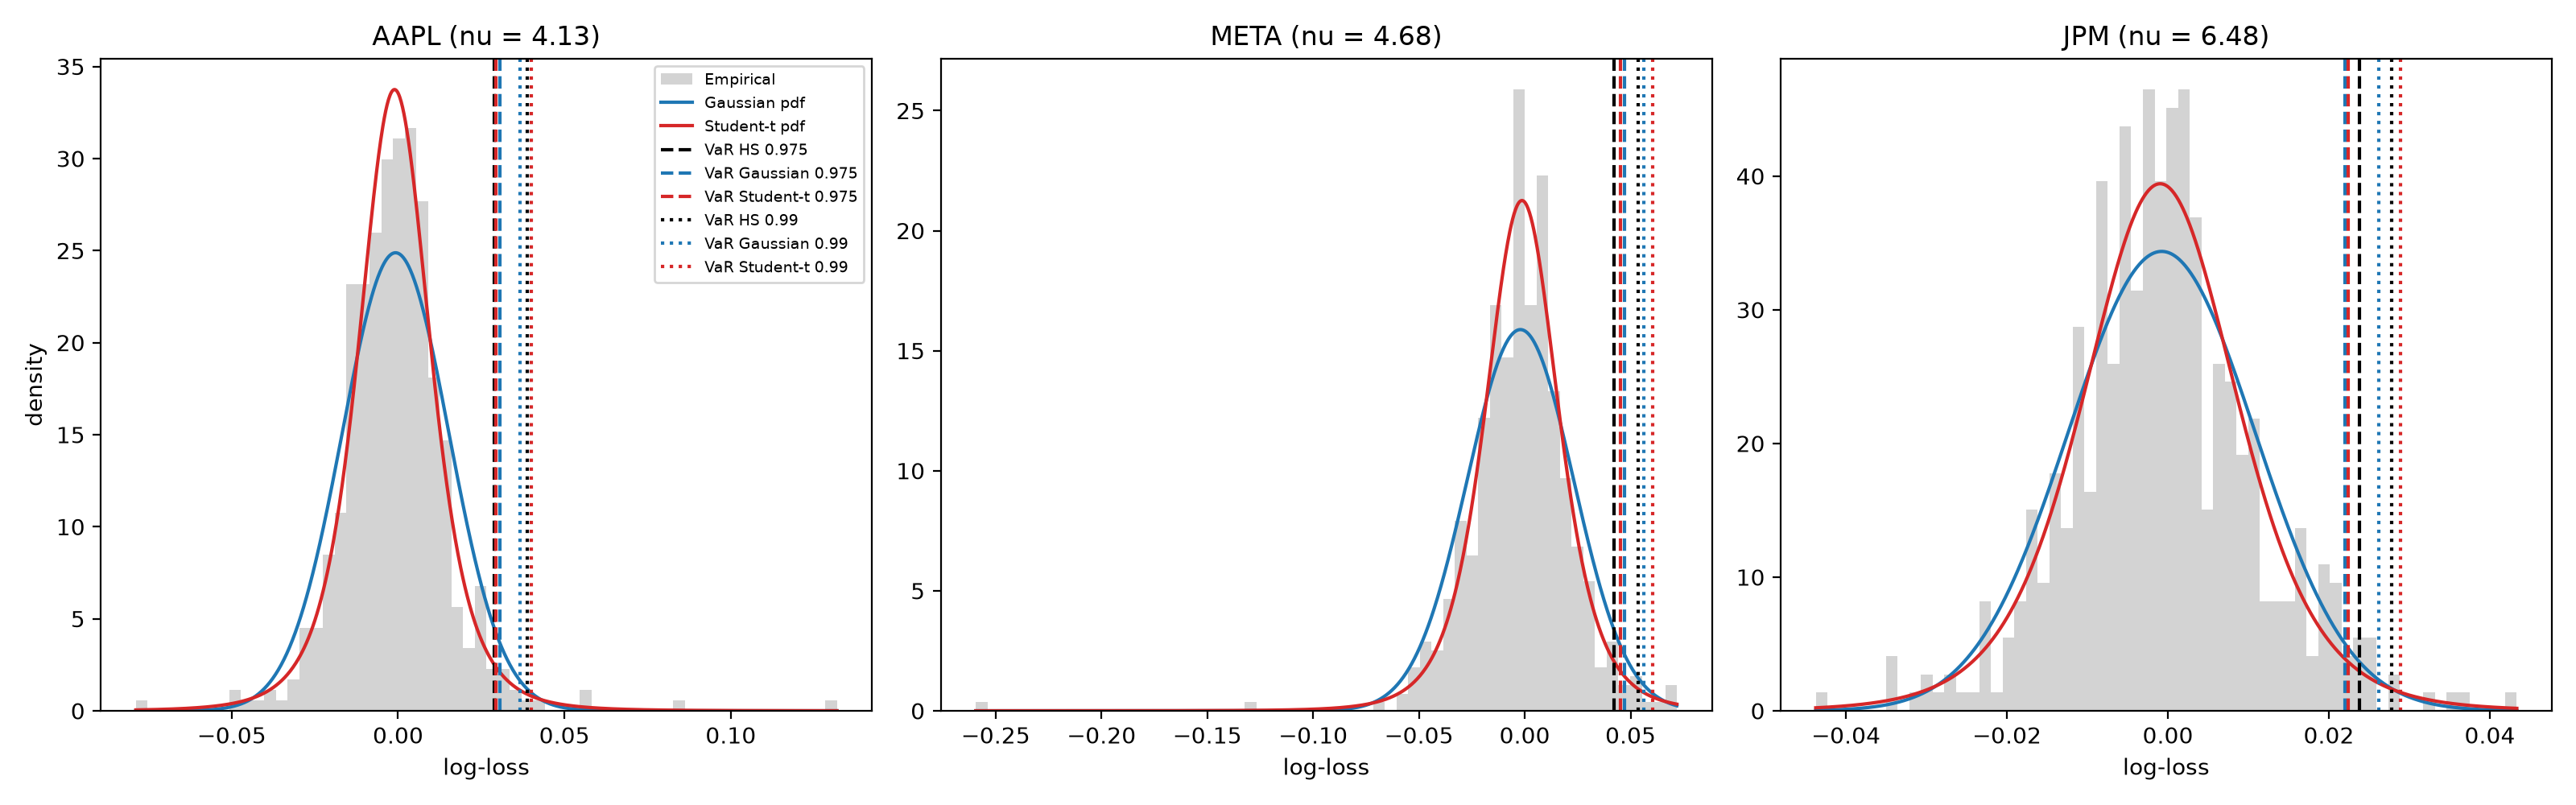 AAPL (nu = 4.13)
35
30
25
20
15
10
5
0
density
−0.05
0.00
0.05
0.10
log-loss
Empirical
Gaussian pdf
Student-t pdf
VaR HS 0.975
VaR Gaussian 0.975
VaR Student-t 0.975
VaR HS 0.99
VaR Gaussian 0.99
VaR Student-t 0.99
META (nu = 4.68)
25
20
15
10
5
0
−0.25
−0.20
−0.15
−0.10
−0.05
0.00
0.05
log-loss
JPM (nu = 6.48)
40
30
20
10
0
−0.04
−0.02
0.00
0.02
0.04
log-loss